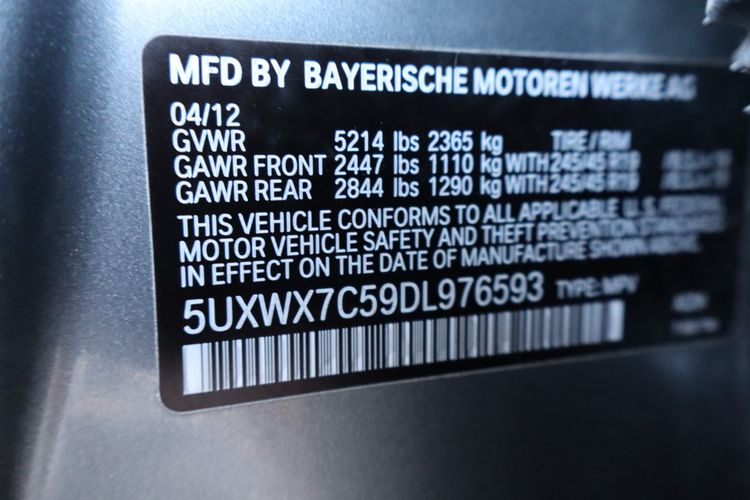 MFD BY BAYERISCHE MOTOREN WERKE AG
04/12
GVWR 5214 lbs 2365 kg TIRE / RIM
GAWR FRONT 2447 lbs 1110 kg WITH 245/45 R19
GAWR REAR 2844 lbs 1290 kg WITH 245/45 R19
THIS VEHICLE CONFORMS TO ALL APPLICABLE U.S. FEDERAL
MOTOR VEHICLE SAFETY AND THEFT PREVENTION STANDARDS
IN EFFECT ON THE DATE OF MANUFACTURE SHOWN ABOVE.
5UXWX7C59DL976593 TYPE: MPV